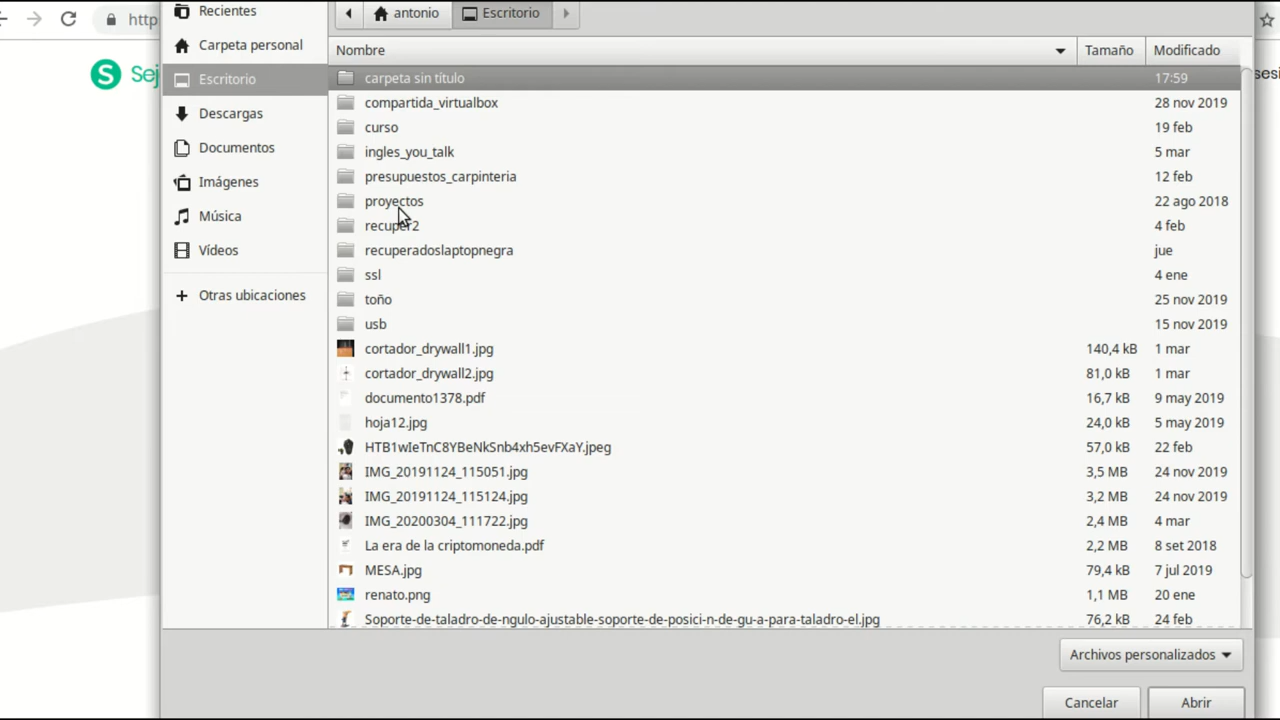 http
Sej
sesi
Recientes
Carpeta personal
Escritorio
Descargas
Documentos
Imágenes
Música
Vídeos
Otras ubicaciones
antonio Escritorio
Nombre Tamaño Modificado
carpeta sin título 17:59
compartida_virtualbox 28 nov 2019
curso 19 feb
ingles_you_talk 5 mar
presupuestos_carpinteria 12 feb
proyectos 22 ago 2018
recuper2 4 feb
recuperadoslaptopnegra jue
ssl 4 ene
toño 25 nov 2019
usb 15 nov 2019
cortador_drywall1.jpg 140,4 kB 1 mar
cortador_drywall2.jpg 81,0 kB 1 mar
documento1378.pdf 16,7 kB 9 may 2019
hoja12.jpg 24,0 kB 5 may 2019
HTB1wIeTnC8YBeNkSnb4xh5evFXaY.jpeg 57,0 kB 22 feb
IMG_20191124_115051.jpg 3,5 MB 24 nov 2019
IMG_20191124_115124.jpg 3,2 MB 24 nov 2019
IMG_20200304_111722.jpg 2,4 MB 4 mar
La era de la criptomoneda.pdf 2,2 MB 8 set 2018
MESA.jpg 79,4 kB 7 jul 2019
renato.png 1,1 MB 20 ene
Soporte-de-taladro-de-ngulo-ajustable-soporte-de-posici-n-de-gu-a-para-taladro-el.jpg 76,2 kB 24 feb
Archivos personalizados
Cancelar Abrir